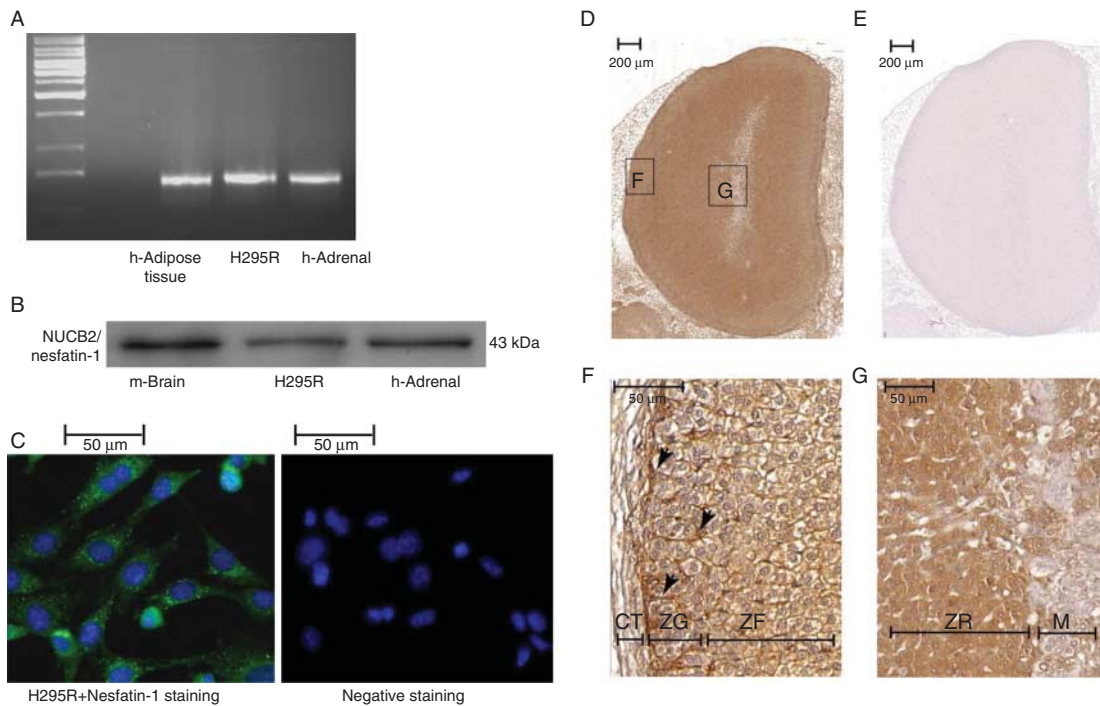 A
h-Adipose
tissue
H295R
h-Adrenal
B
NUCB2/
nesfatin-1
43 kDa
m-Brain
H295R
h-Adrenal
C
50 μm
50 μm
H295R+Nesfatin-1 staining
Negative staining
D
200 μm
F
G
E
200 μm
F
50 μm
CT
ZG
ZF
G
50 μm
ZR
M